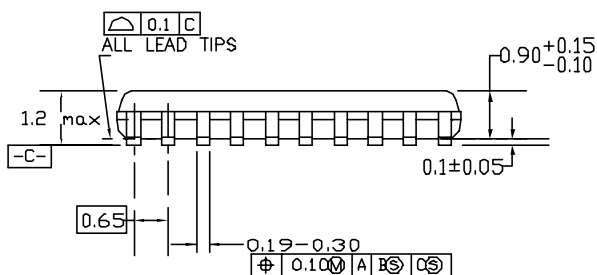 ⌓ 0.1 C
ALL LEAD TIPS
0.90 +0.15
-0.10
1.2 max
-C-
0.1±0.05
0.65
0.19-0.30
⌖ 0.10Ⓜ A BⓈ CⓈ